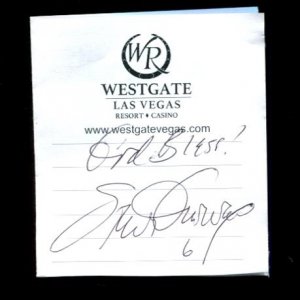 WR
WESTGATE
LAS VEGAS
RESORT ♦ CASINO
www.westgatevegas.com
God Bless!
6